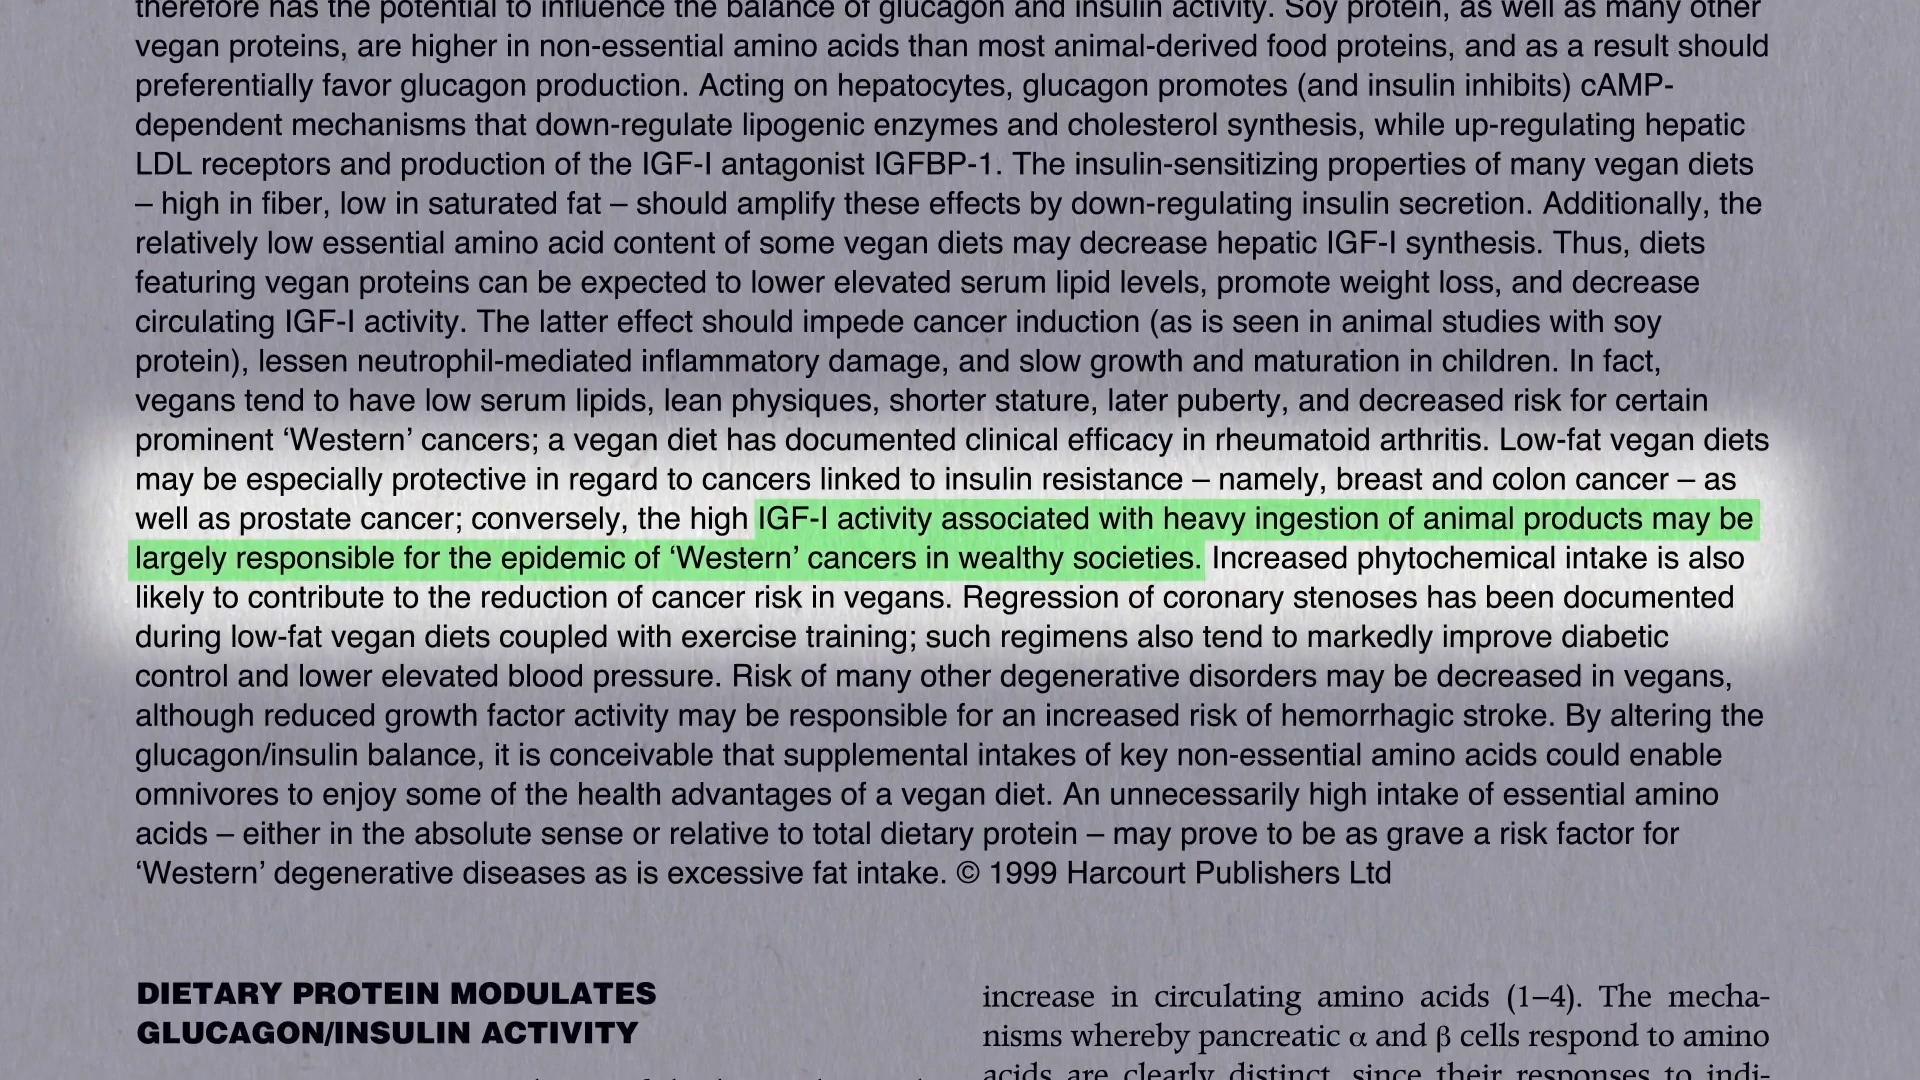 therefore has the potential to influence the balance of glucagon and insulin activity. Soy protein, as well as many other
vegan proteins, are higher in non-essential amino acids than most animal-derived food proteins, and as a result should
preferentially favor glucagon production. Acting on hepatocytes, glucagon promotes (and insulin inhibits) cAMP-
dependent mechanisms that down-regulate lipogenic enzymes and cholesterol synthesis, while up-regulating hepatic
LDL receptors and production of the IGF-I antagonist IGFBP-1. The insulin-sensitizing properties of many vegan diets
– high in fiber, low in saturated fat – should amplify these effects by down-regulating insulin secretion. Additionally, the
relatively low essential amino acid content of some vegan diets may decrease hepatic IGF-I synthesis. Thus, diets
featuring vegan proteins can be expected to lower elevated serum lipid levels, promote weight loss, and decrease
circulating IGF-I activity. The latter effect should impede cancer induction (as is seen in animal studies with soy
protein), lessen neutrophil-mediated inflammatory damage, and slow growth and maturation in children. In fact,
vegans tend to have low serum lipids, lean physiques, shorter stature, later puberty, and decreased risk for certain
prominent ‘Western’ cancers; a vegan diet has documented clinical efficacy in rheumatoid arthritis. Low-fat vegan diets
may be especially protective in regard to cancers linked to insulin resistance – namely, breast and colon cancer – as
well as prostate cancer; conversely, the high IGF-I activity associated with heavy ingestion of animal products may be
largely responsible for the epidemic of ‘Western’ cancers in wealthy societies. Increased phytochemical intake is also
likely to contribute to the reduction of cancer risk in vegans. Regression of coronary stenoses has been documented
during low-fat vegan diets coupled with exercise training; such regimens also tend to markedly improve diabetic
control and lower elevated blood pressure. Risk of many other degenerative disorders may be decreased in vegans,
although reduced growth factor activity may be responsible for an increased risk of hemorrhagic stroke. By altering the
glucagon/insulin balance, it is conceivable that supplemental intakes of key non-essential amino acids could enable
omnivores to enjoy some of the health advantages of a vegan diet. An unnecessarily high intake of essential amino
acids – either in the absolute sense or relative to total dietary protein – may prove to be as grave a risk factor for
‘Western’ degenerative diseases as is excessive fat intake. © 1999 Harcourt Publishers Ltd
DIETARY PROTEIN MODULATES
GLUCAGON/INSULIN ACTIVITY
increase in circulating amino acids (1–4). The mecha-
nisms whereby pancreatic α and β cells respond to amino
acids are clearly distinct, since their responses to indi-